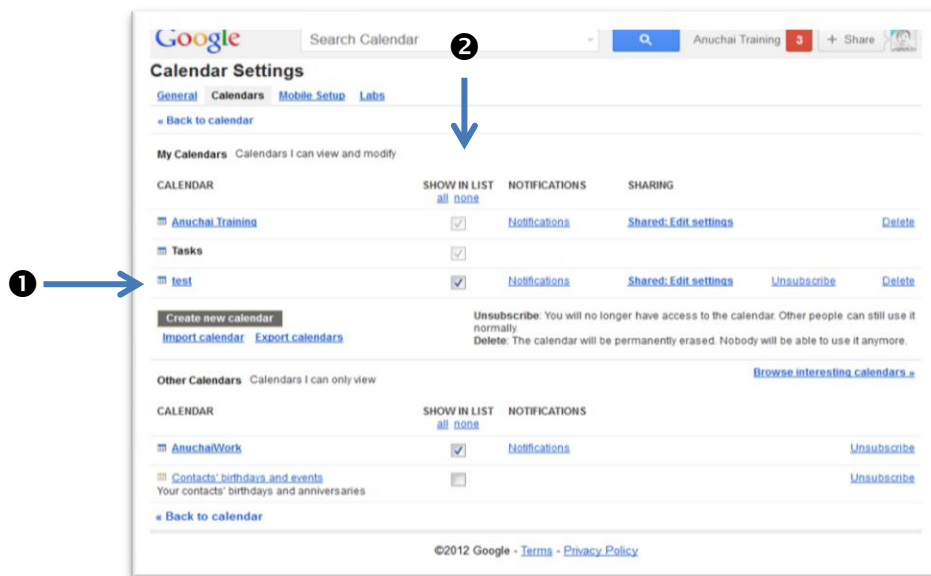 Google Search Calendar Anuchai Training 3 + Share
❷
Calendar Settings
General Calendars Mobile Setup Labs
« Back to calendar
My Calendars Calendars I can view and modify
CALENDAR SHOW IN LIST NOTIFICATIONS SHARING
all none
Anuchai Training Notifications Shared: Edit settings Delete
Tasks
❶ test Notifications Shared: Edit settings Unsubscribe Delete
Create new calendar
Import calendar Export calendars
Unsubscribe: You will no longer have access to the calendar. Other people can still use it
normally.
Delete: The calendar will be permanently erased. Nobody will be able to use it anymore.
Browse interesting calendars »
Other Calendars Calendars I can only view
CALENDAR SHOW IN LIST NOTIFICATIONS
all none
AnuchaiWork Notifications Unsubscribe
Contacts' birthdays and events Unsubscribe
Your contacts' birthdays and anniversaries
« Back to calendar
©2012 Google - Terms - Privacy Policy